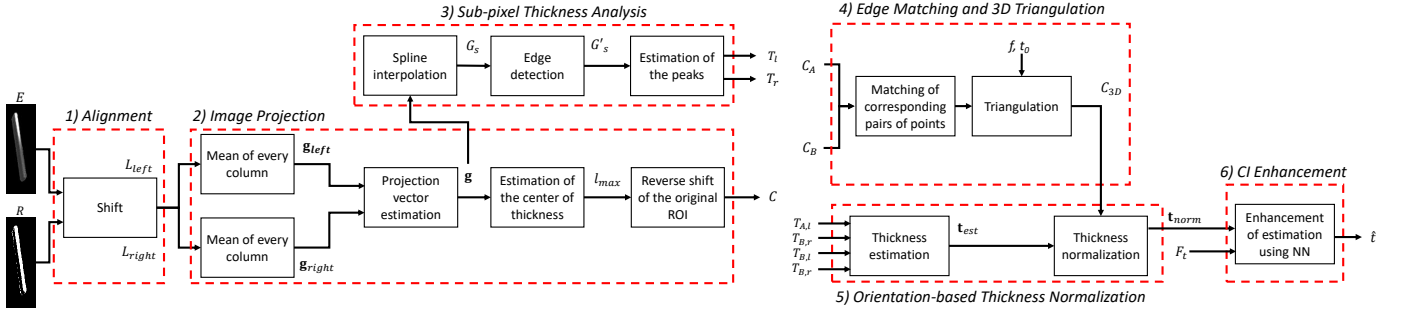 3) Sub-pixel Thickness Analysis
Spline
interpolation
G_s
Edge
detection
G'_s
Estimation of
the peaks
T_l
T_r
E
R
1) Alignment
L_left
Shift
L_right
2) Image Projection
Mean of every
column
g_left
Mean of every
column
g_right
Projection
vector
estimation
g
Estimation of
the center of
thickness
l_max
Reverse shift
of the original
ROI
C
4) Edge Matching and 3D Triangulation
C_A
C_B
Matching of
corresponding
pairs of points
f, t_0
Triangulation
C_3D
T_A,l
T_B,r
T_B,l
T_B,r
Thickness
estimation
t_est
Thickness
normalization
5) Orientation-based Thickness Normalization
t_norm
F_t
6) CI Enhancement
Enhancement
of estimation
using NN
t̂